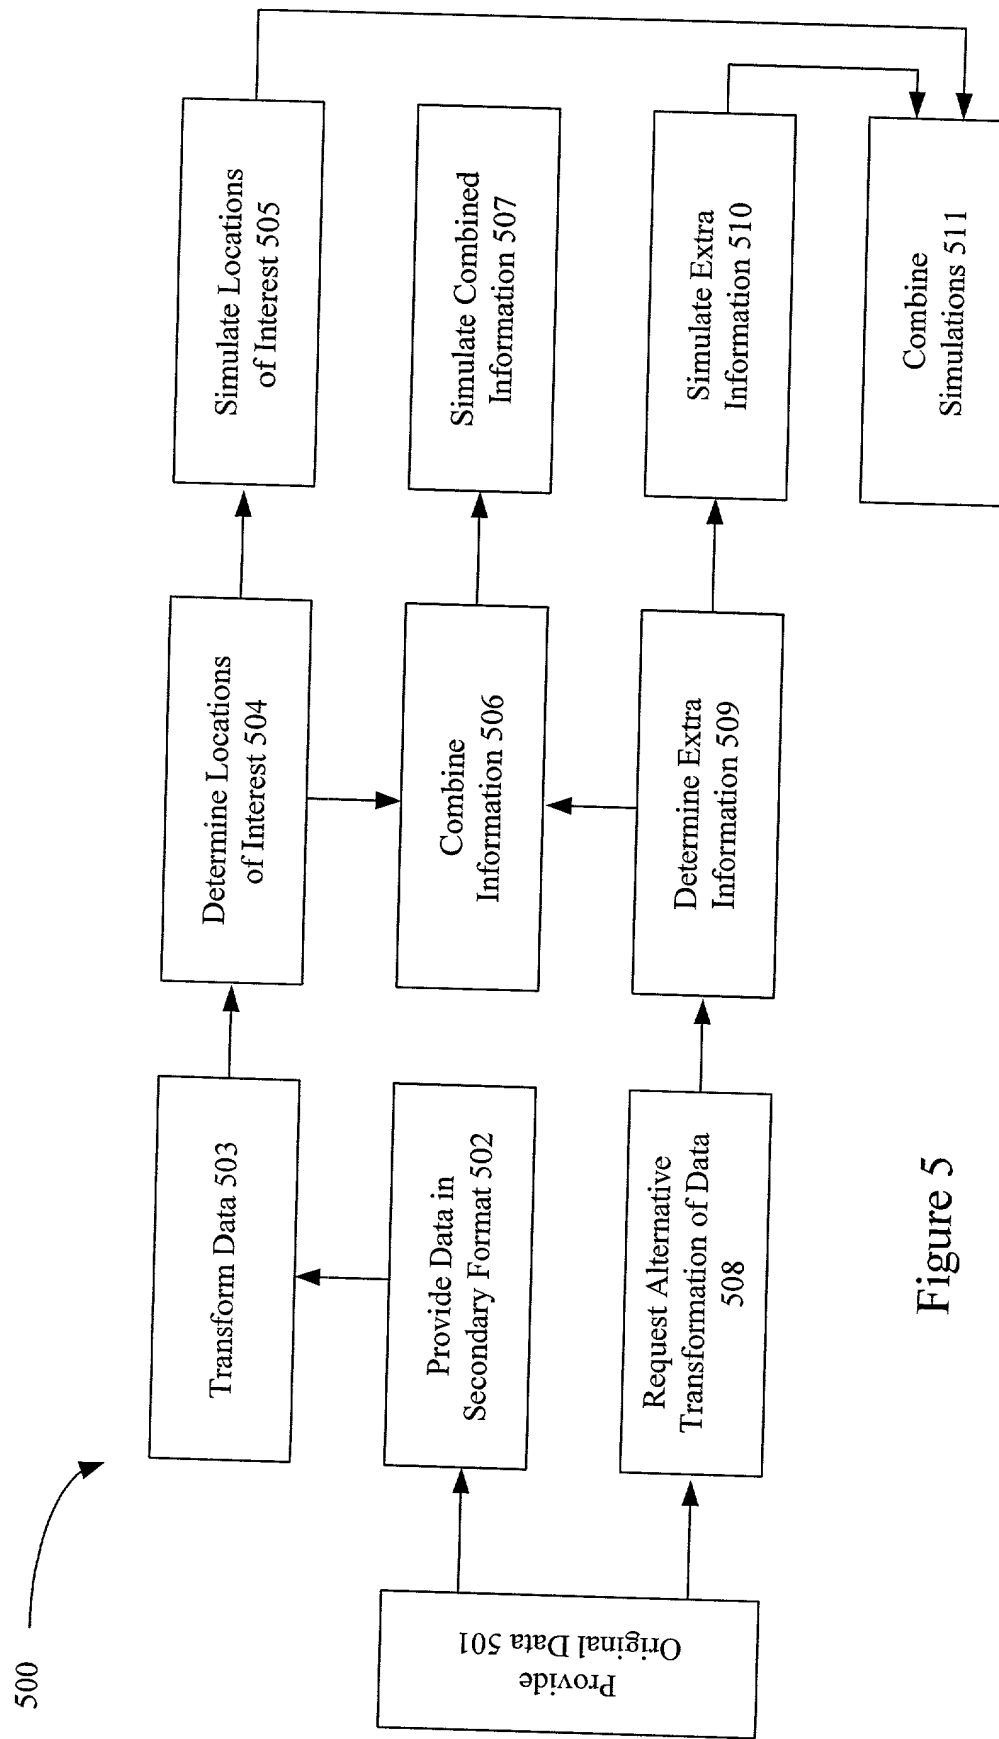 500
Provide
Original Data 501
Transform Data 503
Provide Data in
Secondary Format 502
Request Alternative
Transformation of Data
508
Determine Locations
of Interest 504
Combine
Information 506
Determine Extra
Information 509
Simulate Locations
of Interest 505
Simulate Combined
Information 507
Simulate Extra
Information 510
Combine
Simulations 511
Figure 5